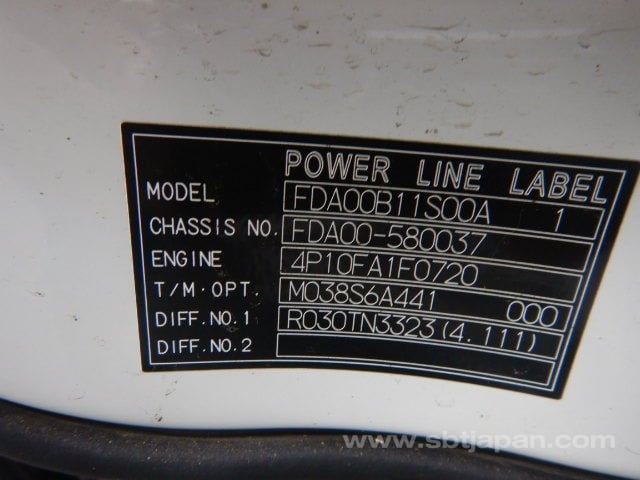 POWER LINE LABEL
MODEL FDA00B11S00A 1
CHASSIS NO. FDA00-580037
ENGINE 4P10FA1F0720
T/M·OPT. M038S6A441 000
DIFF.NO.1 R030TN3323(4.111)
DIFF.NO.2
www.sbtjapan.com